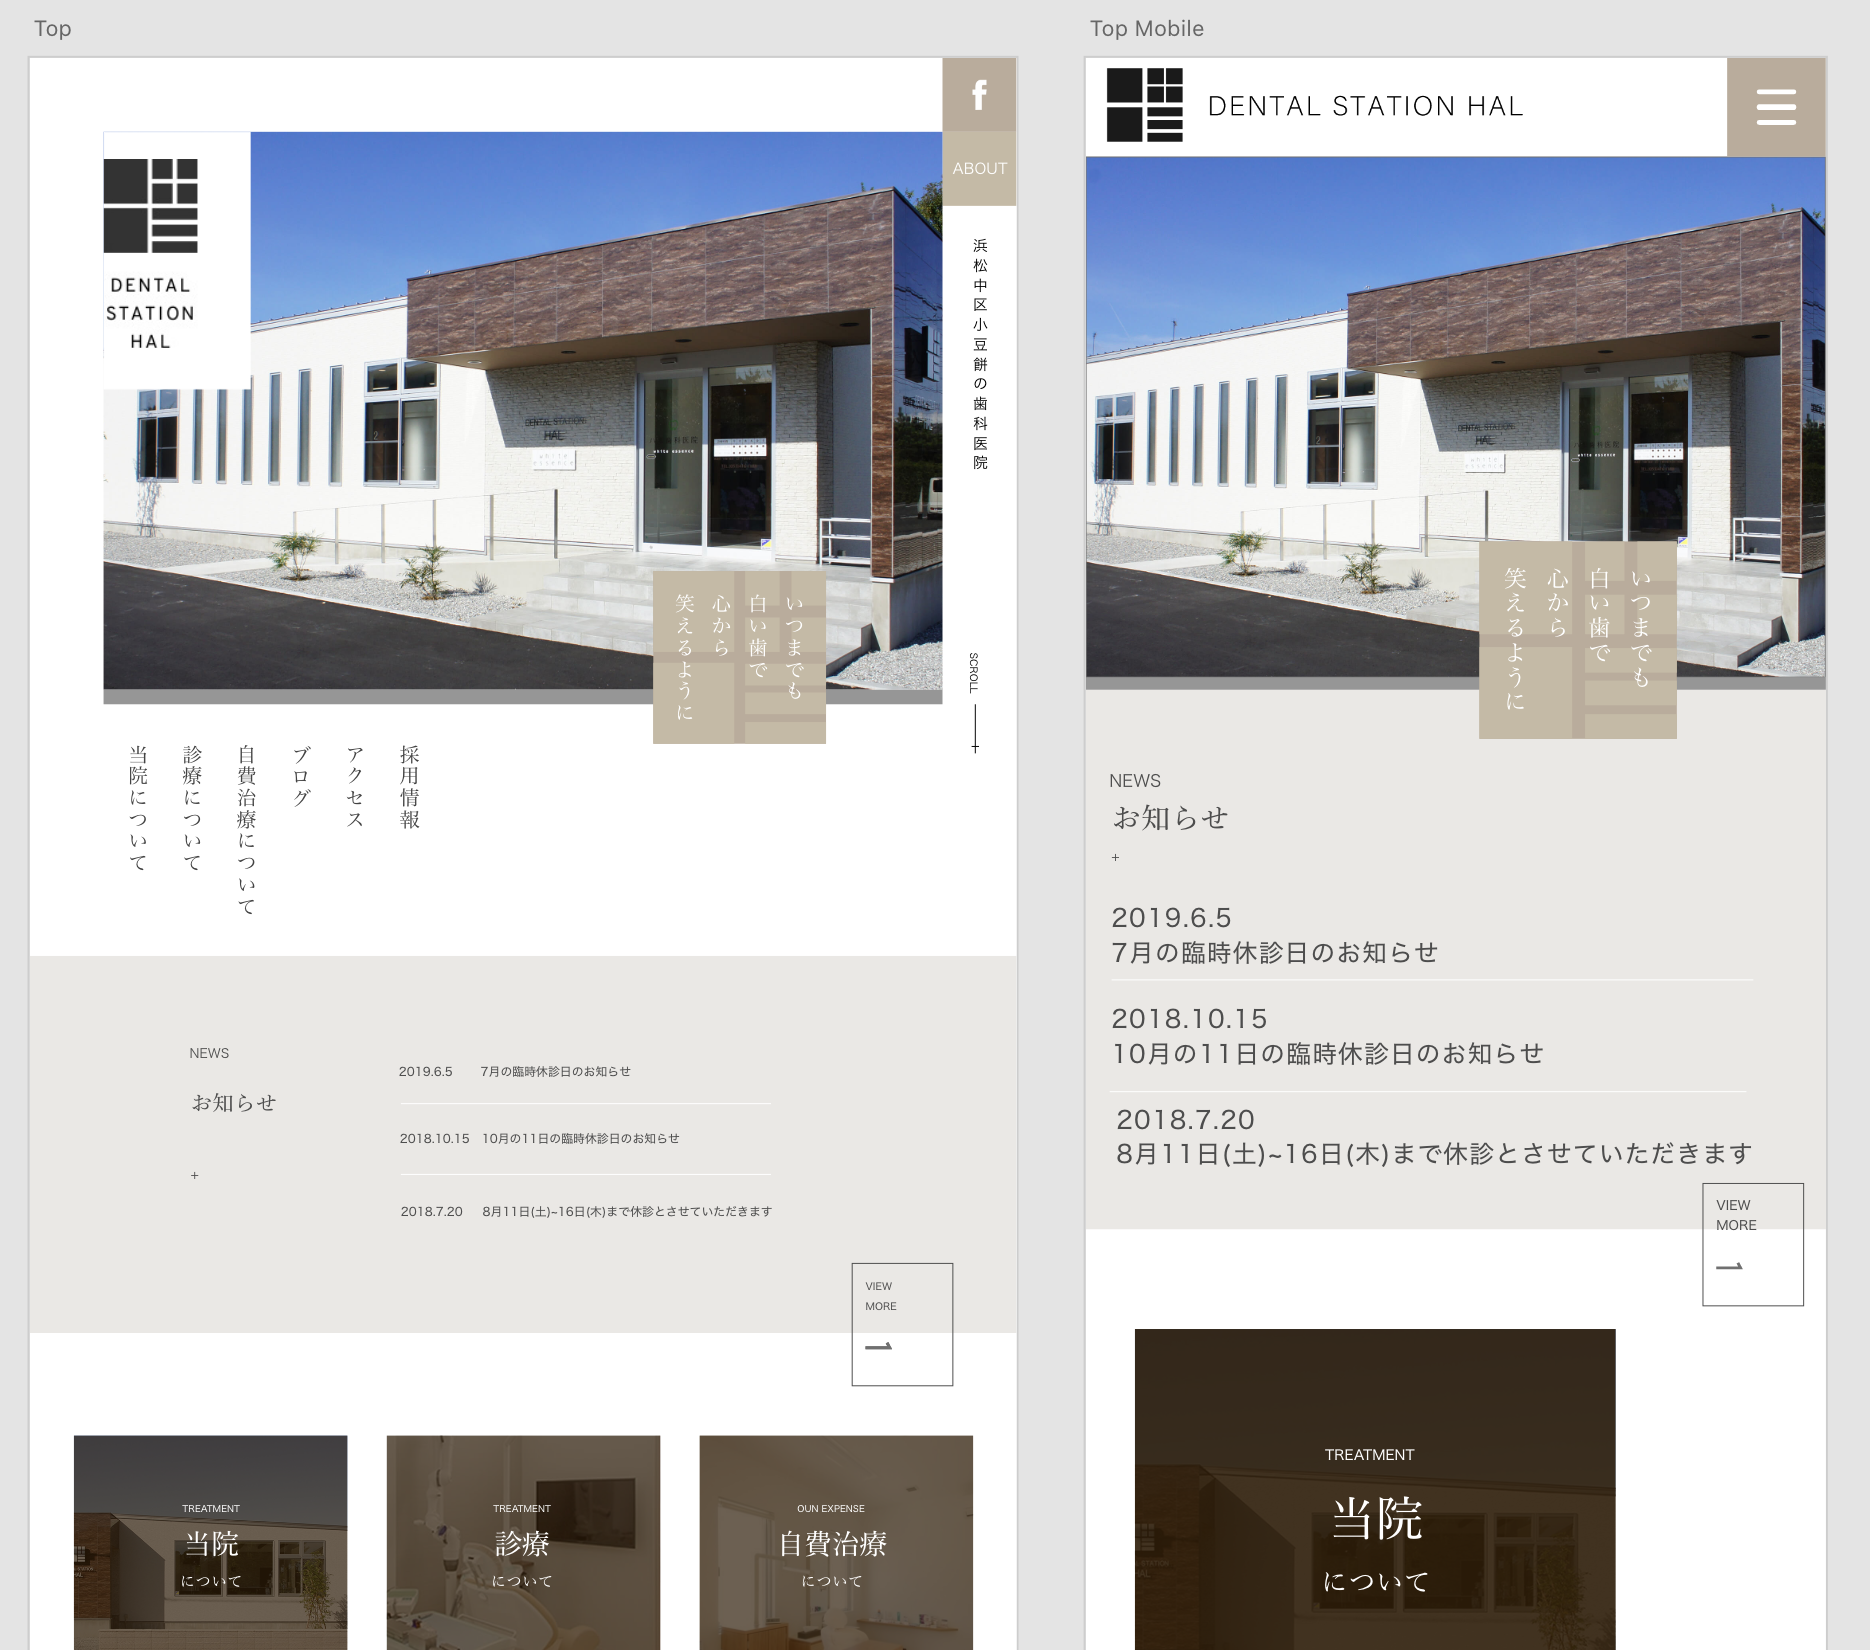 Top
f
ABOUT
DENTAL
STATION
HAL
浜松中区小豆餅の歯科医院
DENTAL STATION
HAL
white
essence
いつまでも
白い歯で
心から
笑えるように
SCROLL
当院について
診療について
自費治療について
ブログ
アクセス
採用情報
NEWS
お知らせ
+
2019.6.5 7月の臨時休診日のお知らせ
2018.10.15 10月の11日の臨時休診日のお知らせ
2018.7.20 8月11日(土)~16日(木)まで休診とさせていただきます
VIEW
MORE
TREATMENT
当院
について
TREATMENT
診療
について
OUN EXPENSE
自費治療
について
Top Mobile
DENTAL STATION HAL
DENTAL STATION
HAL
white
essence
いつまでも
白い歯で
心から
笑えるように
NEWS
お知らせ
+
2019.6.5
7月の臨時休診日のお知らせ
2018.10.15
10月の11日の臨時休診日のお知らせ
2018.7.20
8月11日(土)~16日(木)まで休診とさせていただきます
VIEW
MORE
TREATMENT
当院
について